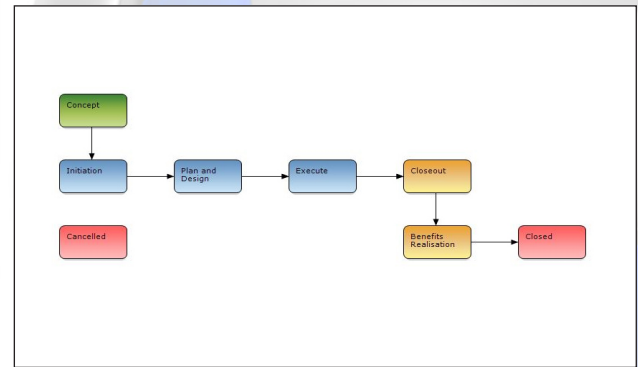 Concept
Initiation
Plan and
Design
Execute
Closeout
Cancelled
Benefits
Realisation
Closed